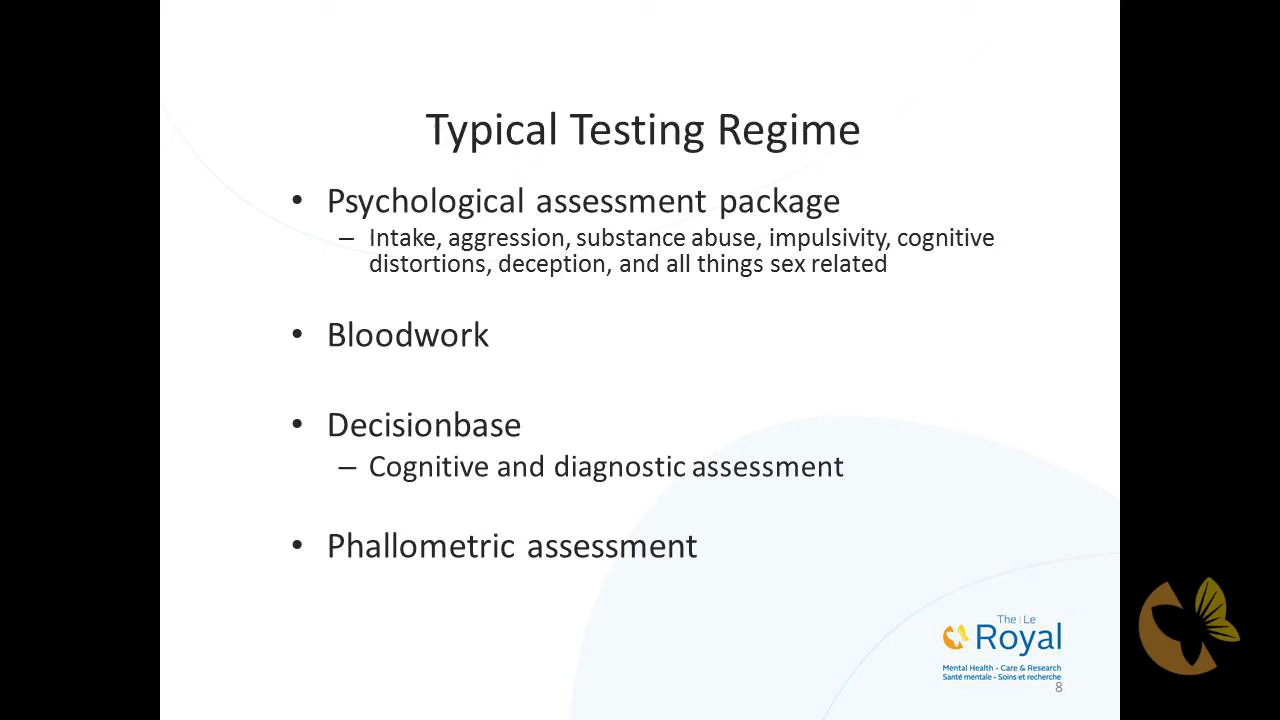 Typical Testing Regime
• Psychological assessment package
– Intake, aggression, substance abuse, impulsivity, cognitive
distortions, deception, and all things sex related
• Bloodwork
• Decisionbase
– Cognitive and diagnostic assessment
• Phallometric assessment
The | Le
Royal
Mental Health - Care & Research
Santé mentale - Soins et recherche
8